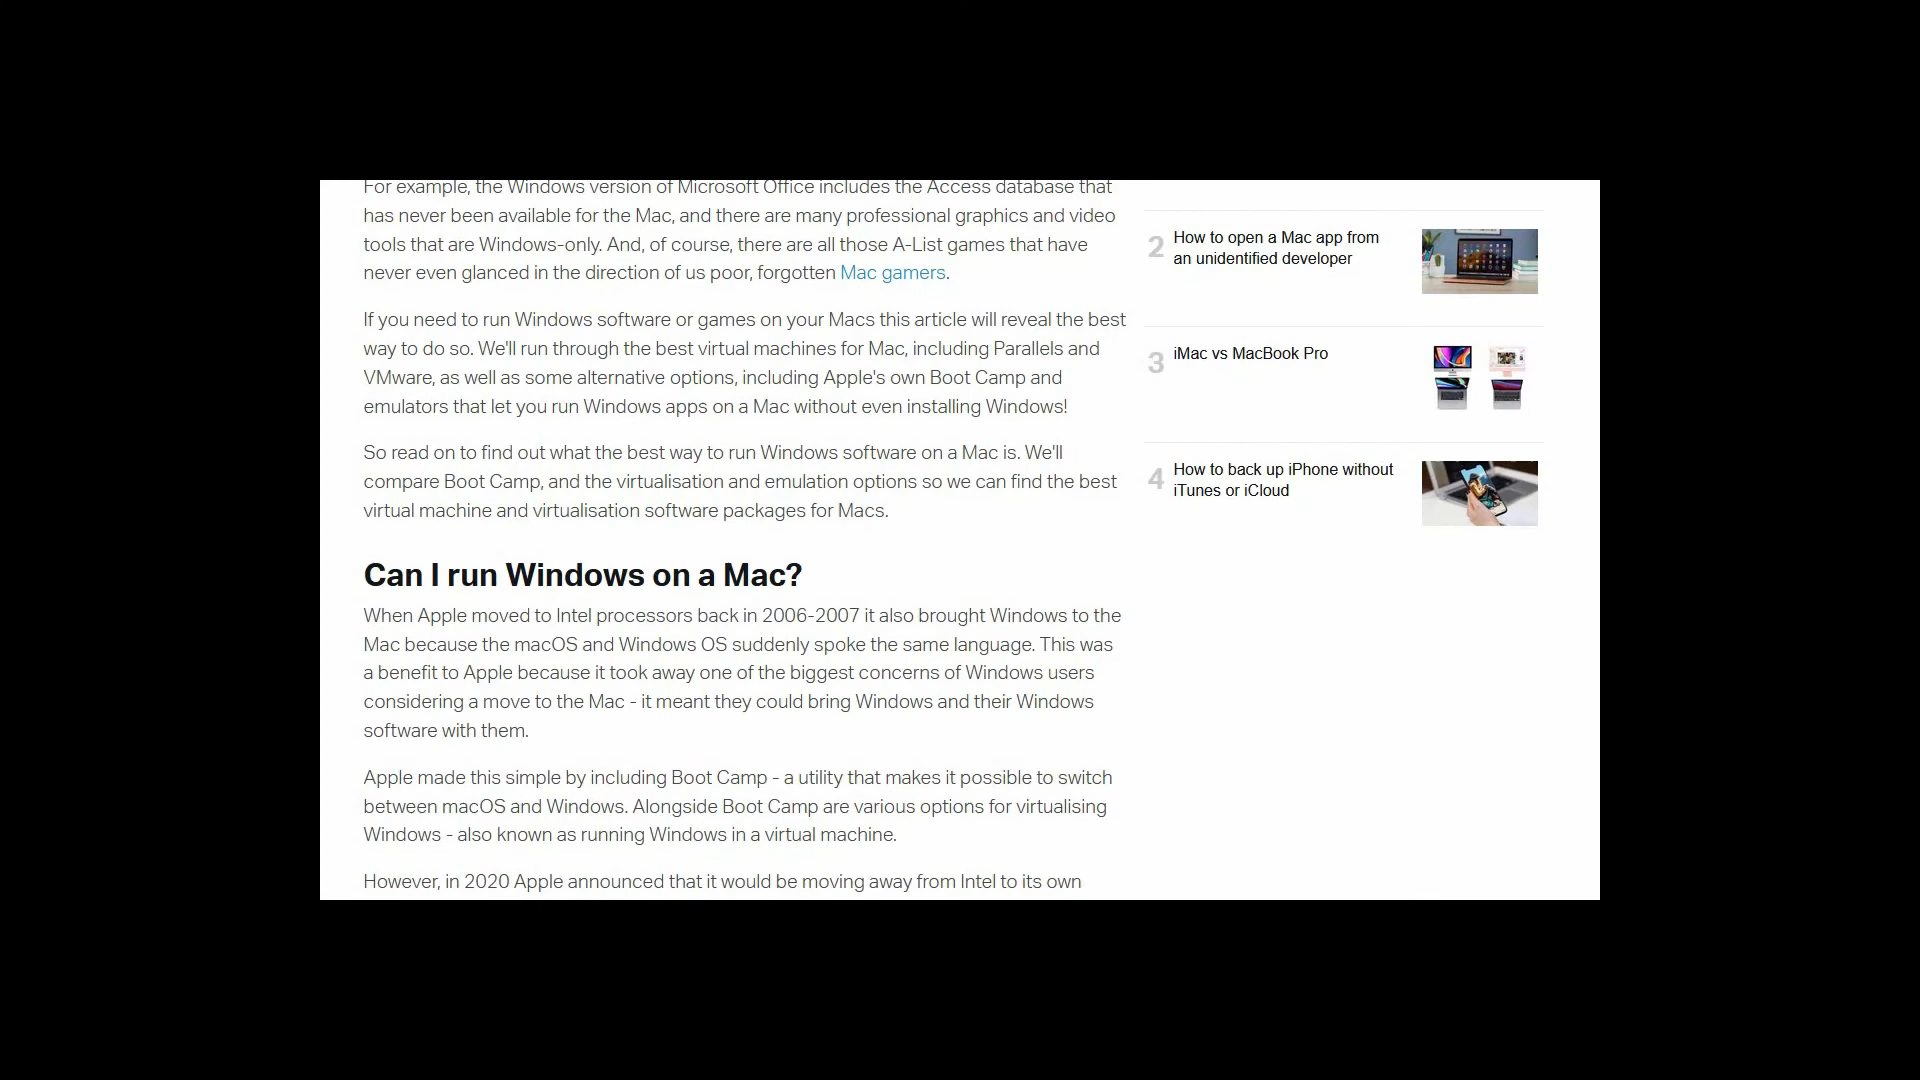 For example, the Windows version of Microsoft Office includes the Access database that
has never been available for the Mac, and there are many professional graphics and video
tools that are Windows-only. And, of course, there are all those A-List games that have
never even glanced in the direction of us poor, forgotten Mac gamers.
If you need to run Windows software or games on your Macs this article will reveal the best
way to do so. We'll run through the best virtual machines for Mac, including Parallels and
VMware, as well as some alternative options, including Apple's own Boot Camp and
emulators that let you run Windows apps on a Mac without even installing Windows!
So read on to find out what the best way to run Windows software on a Mac is. We'll
compare Boot Camp, and the virtualisation and emulation options so we can find the best
virtual machine and virtualisation software packages for Macs.
Can I run Windows on a Mac?
When Apple moved to Intel processors back in 2006-2007 it also brought Windows to the
Mac because the macOS and Windows OS suddenly spoke the same language. This was
a benefit to Apple because it took away one of the biggest concerns of Windows users
considering a move to the Mac - it meant they could bring Windows and their Windows
software with them.
Apple made this simple by including Boot Camp - a utility that makes it possible to switch
between macOS and Windows. Alongside Boot Camp are various options for virtualising
Windows - also known as running Windows in a virtual machine.
However, in 2020 Apple announced that it would be moving away from Intel to its own
2
How to open a Mac app from
an unidentified developer
3
iMac vs MacBook Pro
4
How to back up iPhone without
iTunes or iCloud